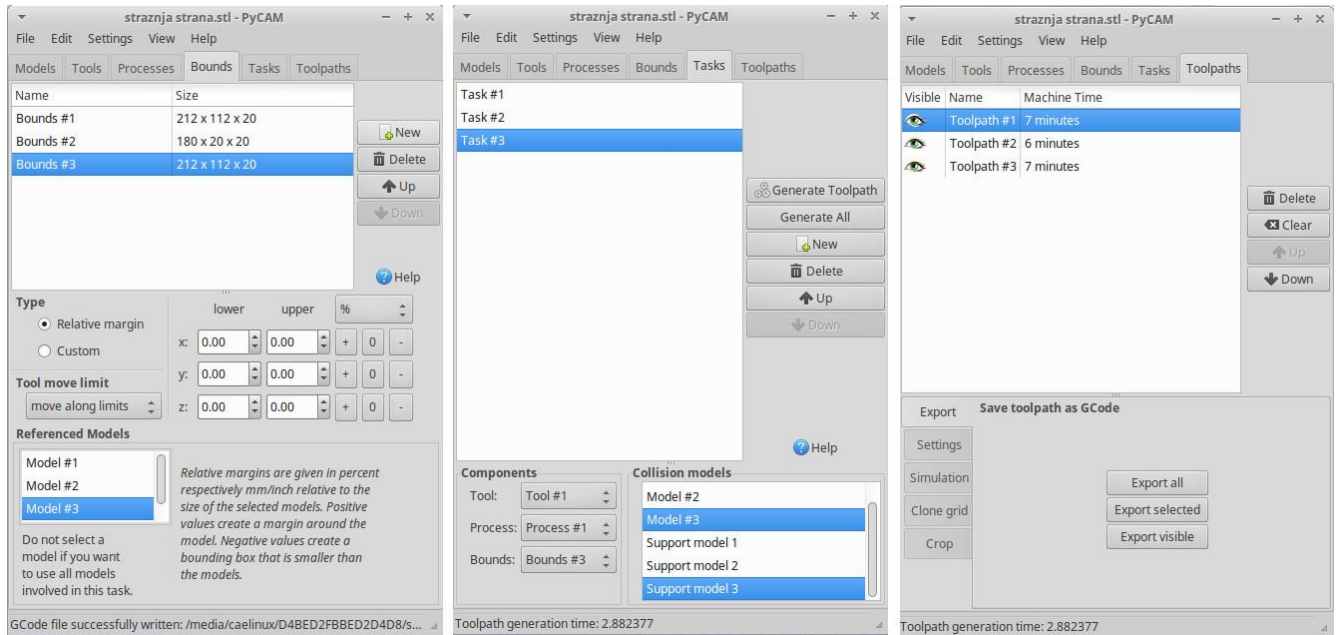 straznja strana.stl - PyCAM
File Edit Settings View Help
Models Tools Processes Bounds Tasks Toolpaths
Name Size
Bounds #1 212 x 112 x 20
Bounds #2 180 x 20 x 20
Bounds #3 212 x 112 x 20
New
Delete
Up
Down
Help
Type
Relative margin
Custom
Tool move limit
move along limits
lower upper %
x: 0.00 0.00 + 0 -
y: 0.00 0.00 + 0 -
z: 0.00 0.00 + 0 -
Referenced Models
Model #1
Model #2
Model #3
Do not select a
model if you want
to use all models
involved in this task.
Relative margins are given in percent
respectively mm/inch relative to the
size of the selected models. Positive
values create a margin around the
model. Negative values create a
bounding box that is smaller than
the models.
GCode file successfully written: /media/caelinux/D4BED2FBBED2D4D8/s...
straznja strana.stl - PyCAM
File Edit Settings View Help
Models Tools Processes Bounds Tasks Toolpaths
Task #1
Task #2
Task #3
Generate Toolpath
Generate All
New
Delete
Up
Down
Help
Components
Tool: Tool #1
Process: Process #1
Bounds: Bounds #3
Collision models
Model #2
Model #3
Support model 1
Support model 2
Support model 3
Toolpath generation time: 2.882377
straznja strana.stl - PyCAM
File Edit Settings View Help
Models Tools Processes Bounds Tasks Toolpaths
Visible Name Machine Time
Toolpath #1 7 minutes
Toolpath #2 6 minutes
Toolpath #3 7 minutes
Delete
Clear
Up
Down
Export
Settings
Simulation
Clone grid
Crop
Save toolpath as GCode
Export all
Export selected
Export visible
Toolpath generation time: 2.882377